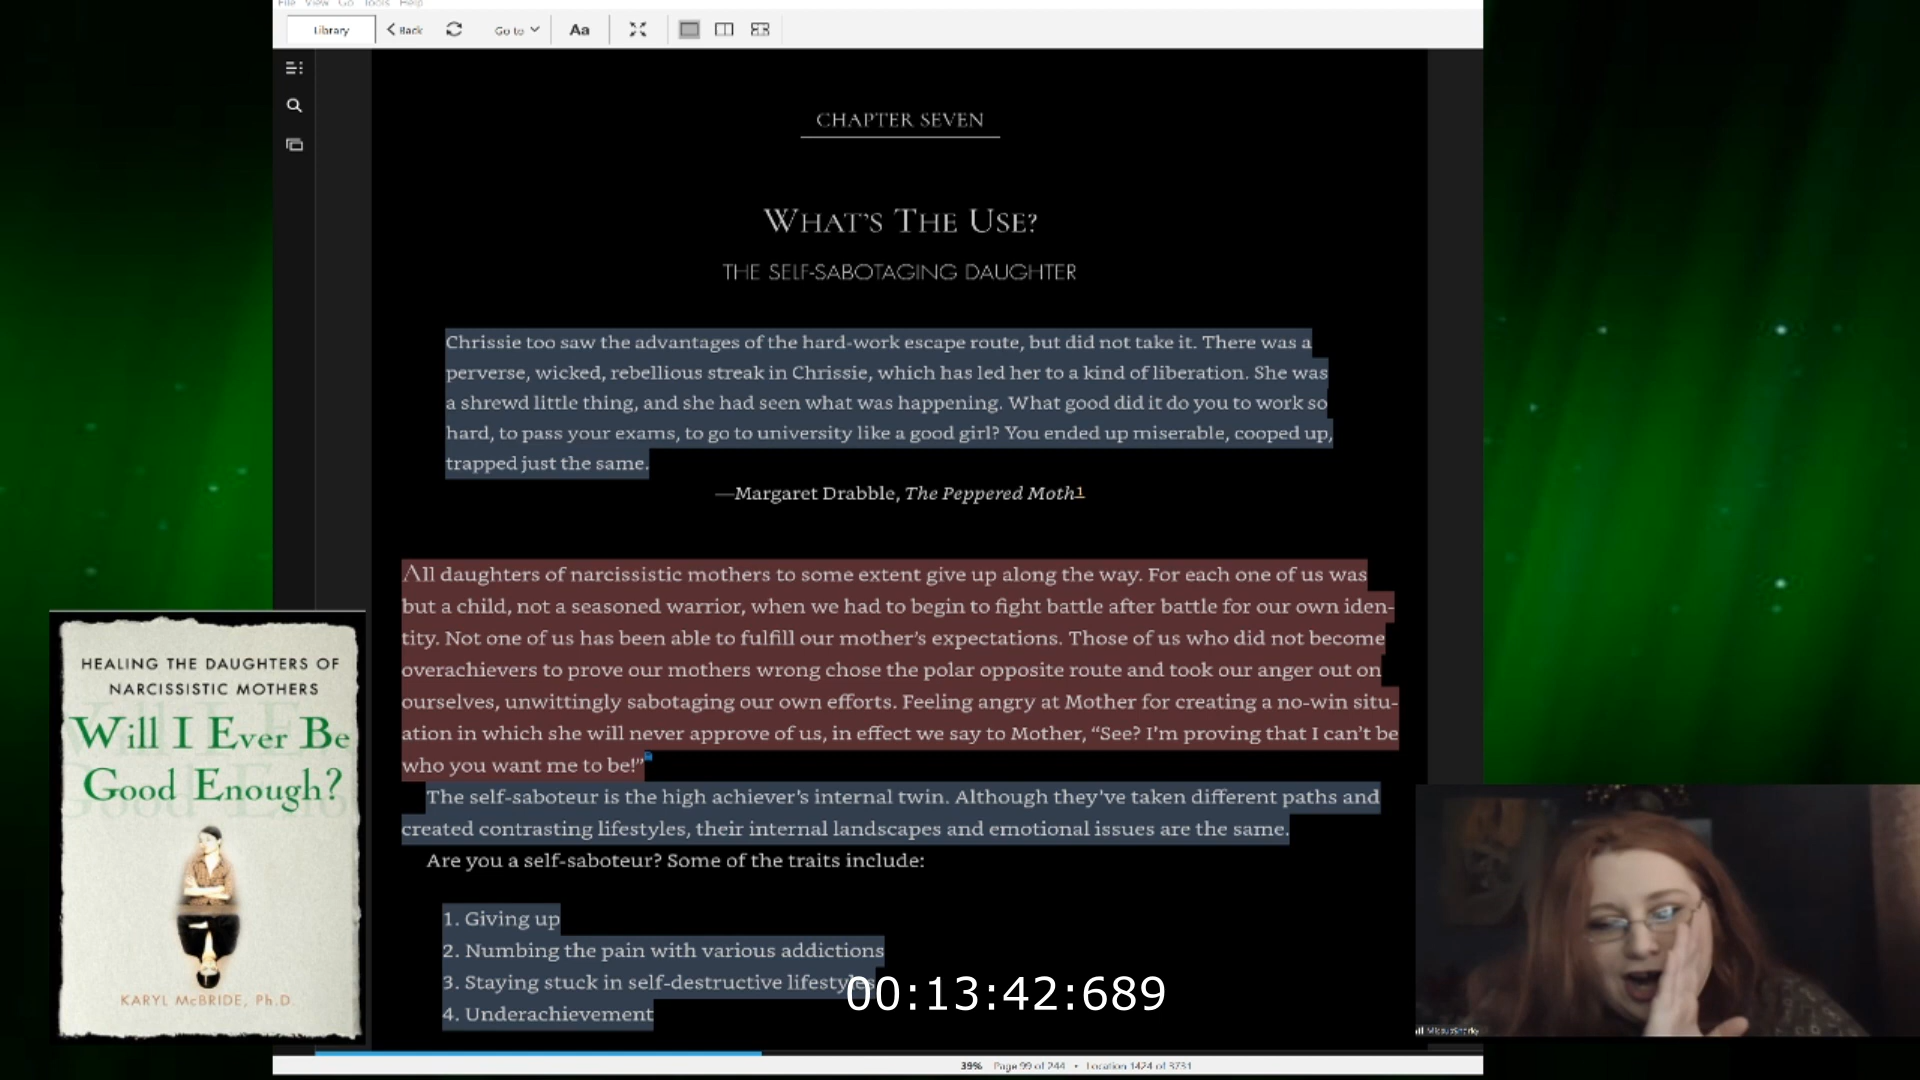 File View Go Tools Help
Library
Back
Go to
Aa
CHAPTER SEVEN
WHAT'S THE USE?
THE SELF-SABOTAGING DAUGHTER
Chrissie too saw the advantages of the hard-work escape route, but did not take it. There was a
perverse, wicked, rebellious streak in Chrissie, which has led her to a kind of liberation. She was
a shrewd little thing, and she had seen what was happening. What good did it do you to work so
hard, to pass your exams, to go to university like a good girl? You ended up miserable, cooped up,
trapped just the same.
—Margaret Drabble, The Peppered Moth1
All daughters of narcissistic mothers to some extent give up along the way. For each one of us was
but a child, not a seasoned warrior, when we had to begin to fight battle after battle for our own iden-
tity. Not one of us has been able to fulfill our mother's expectations. Those of us who did not become
overachievers to prove our mothers wrong chose the polar opposite route and took our anger out on
ourselves, unwittingly sabotaging our own efforts. Feeling angry at Mother for creating a no-win situ-
ation in which she will never approve of us, in effect we say to Mother, “See? I'm proving that I can't be
who you want me to be!”
The self-saboteur is the high achiever's internal twin. Although they've taken different paths and
created contrasting lifestyles, their internal landscapes and emotional issues are the same.
Are you a self-saboteur? Some of the traits include:
1. Giving up
2. Numbing the pain with various addictions
3. Staying stuck in self-destructive lifestyles
4. Underachievement
00:13:42:689
39% Page 99 of 244 • Location 1424 of 3731
HEALING THE DAUGHTERS OF
NARCISSISTIC MOTHERS
Will I Ever Be
Good Enough?
KARYL McBRIDE, Ph.D.